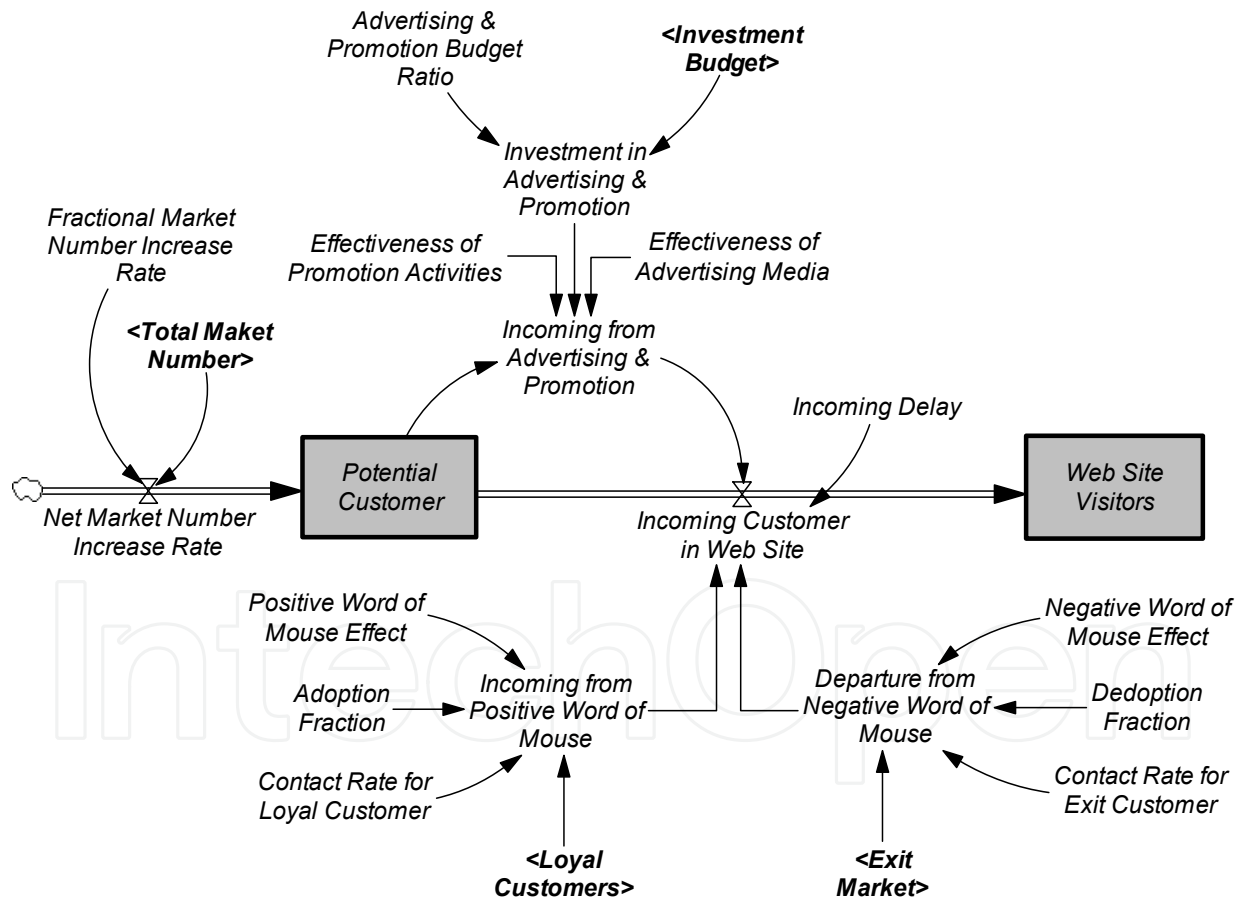 Advertising &
Promotion Budget
Ratio
<Investment
Budget>
Investment in
Advertising &
Promotion
Fractional Market
Number Increase
Rate
Effectiveness of
Promotion Activities
Effectiveness of
Advertising Media
<Total Maket
Number>
Incoming from
Advertising &
Promotion
Incoming Delay
Potential
Customer
Web Site
Visitors
Net Market Number
Increase Rate
Incoming Customer
in Web Site
Positive Word of
Mouse Effect
Negative Word of
Mouse Effect
Adoption
Fraction
Incoming from
Positive Word of
Mouse
Departure from
Negative Word of
Mouse
Dedoption
Fraction
Contact Rate for
Loyal Customer
Contact Rate for
Exit Customer
<Loyal
Customers>
<Exit
Market>
IntechOpen